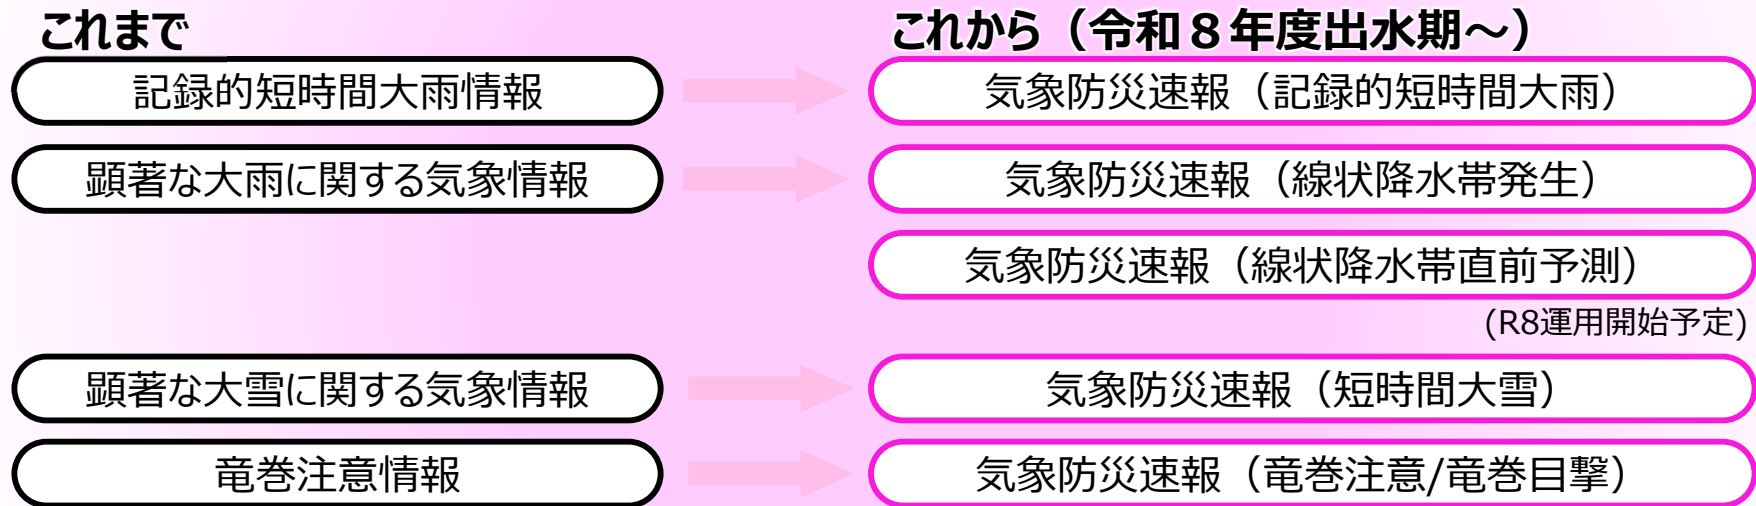 これまで
これから（令和８年度出水期～）
記録的短時間大雨情報
気象防災速報（記録的短時間大雨）
顕著な大雨に関する気象情報
気象防災速報（線状降水帯発生）
気象防災速報（線状降水帯直前予測）
(R8運用開始予定)
顕著な大雪に関する気象情報
気象防災速報（短時間大雪）
竜巻注意情報
気象防災速報（竜巻注意/竜巻目撃）